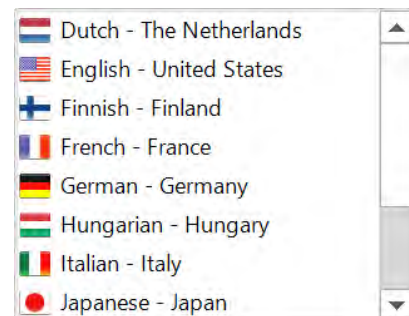 Dutch - The Netherlands
English - United States
Finnish - Finland
French - France
German - Germany
Hungarian - Hungary
Italian - Italy
Japanese - Japan